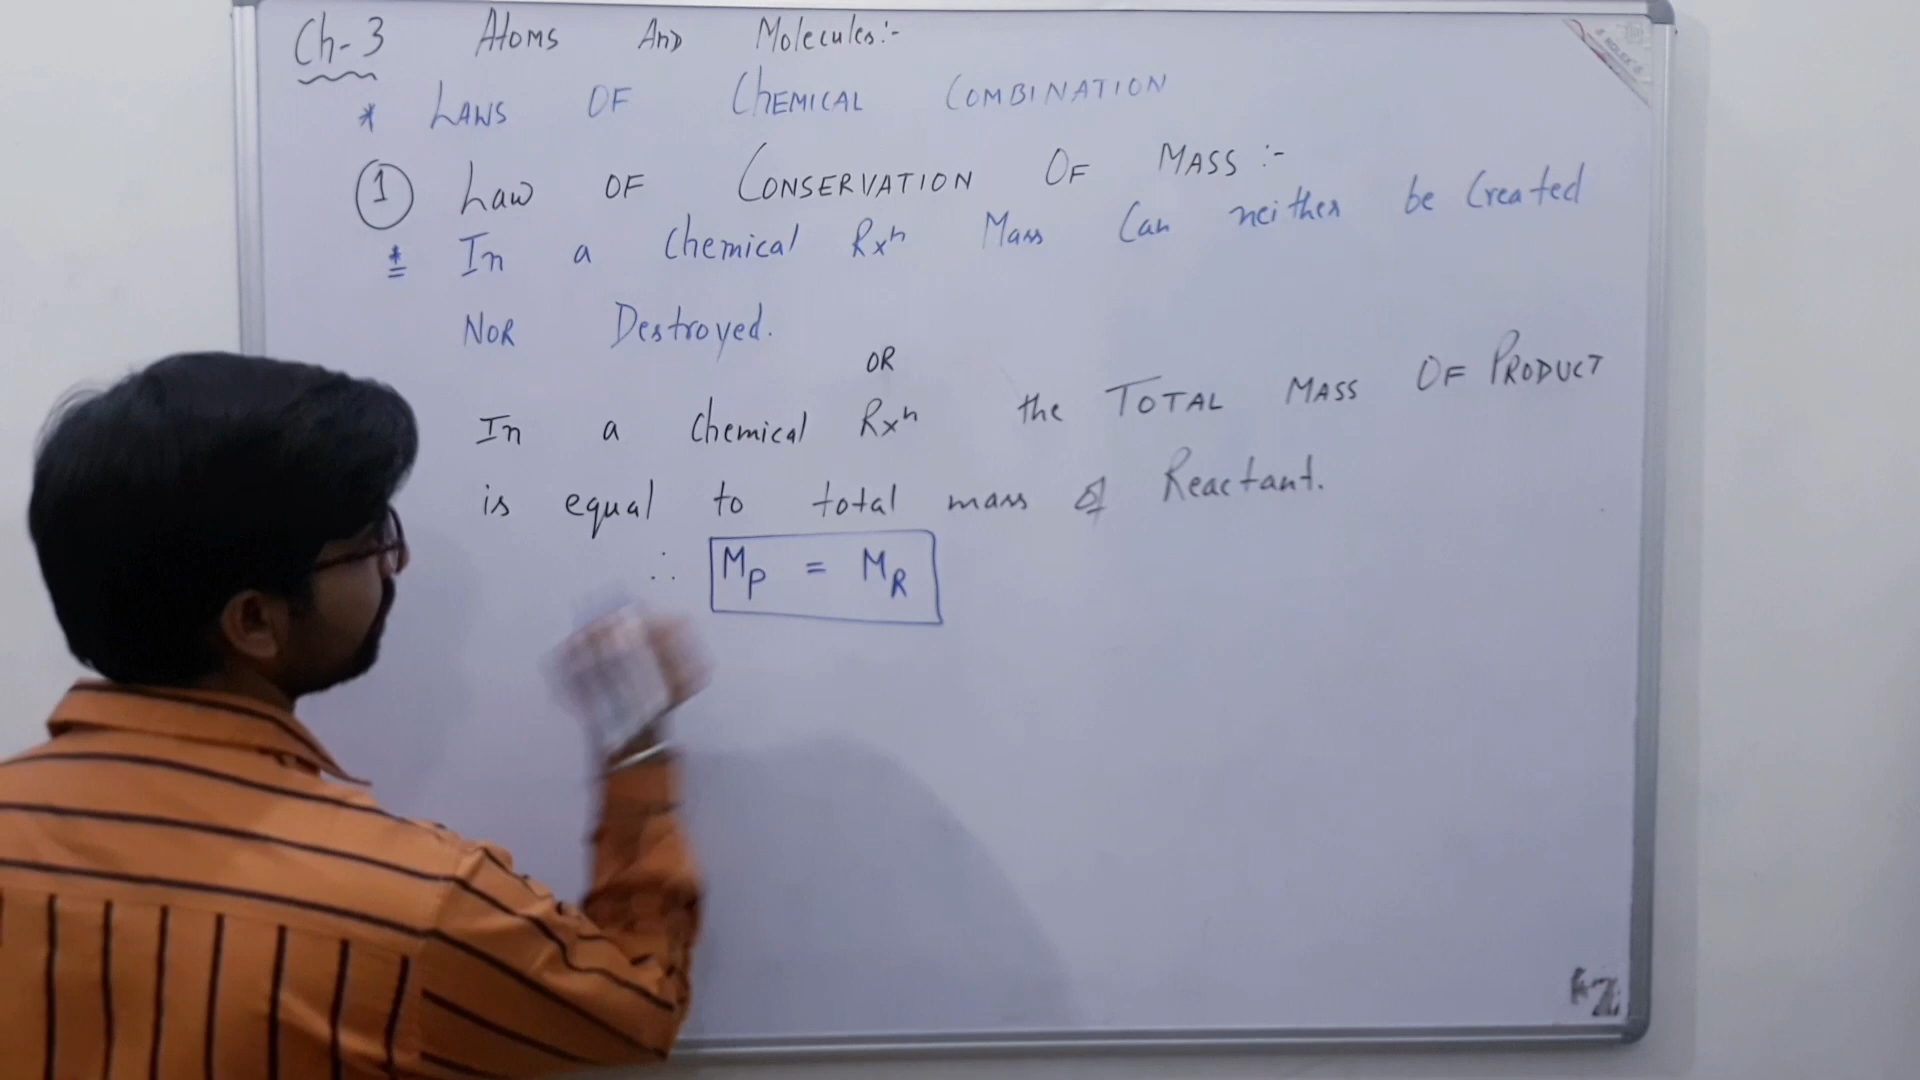 Ch-3 Atoms And Molecules:-
* LAWS OF ChEMICAL COMBINATION
1 Law OF CONSERVATION OF MASS :-
* In a Chemical Rxn Mass Can neither be Created
NOR Destroyed.
OR
In a Chemical Rxn the TOTAL MASS OF PRODUCT
is equal to total mass of Reactant.
∴ MP = MR